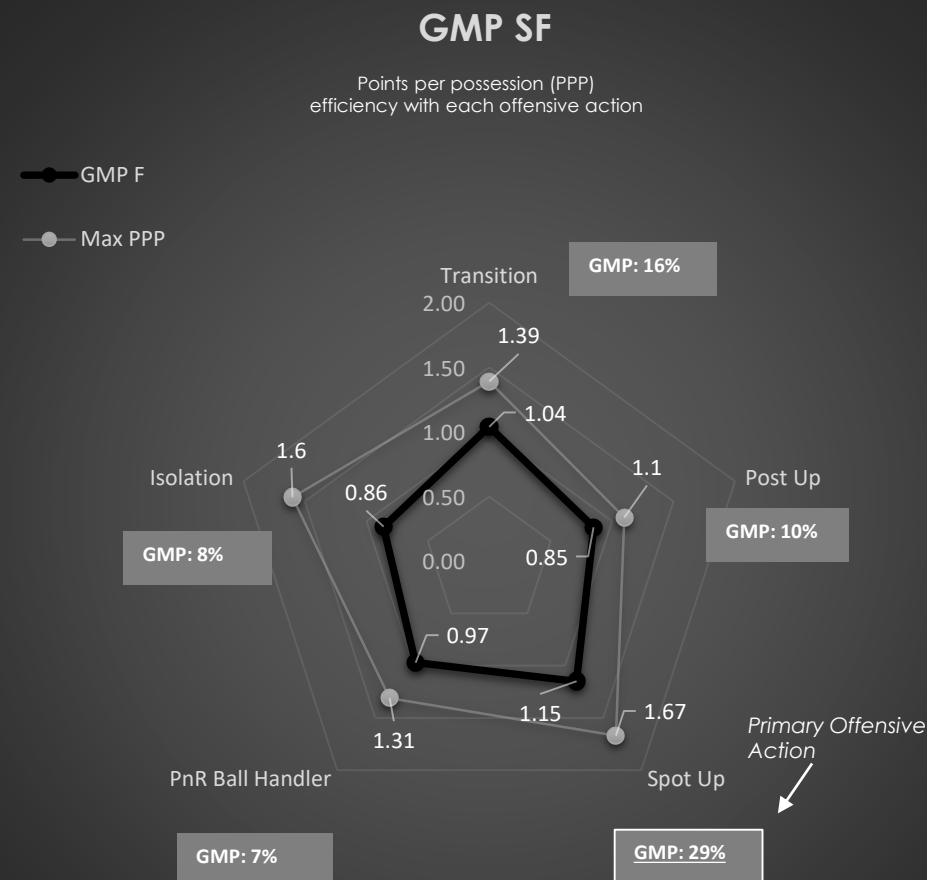 GMP SF
Points per possession (PPP)
efficiency with each offensive action
GMP F
Max PPP
Transition
GMP: 16%
2.00
1.50
1.00
0.50
0.00
1.39
1.04
1.6
0.86
1.1
0.85
0.97
1.15
1.31
1.67
Isolation
GMP: 8%
Post Up
GMP: 10%
PnR Ball Handler
GMP: 7%
Spot Up
Primary Offensive
Action
GMP: 29%